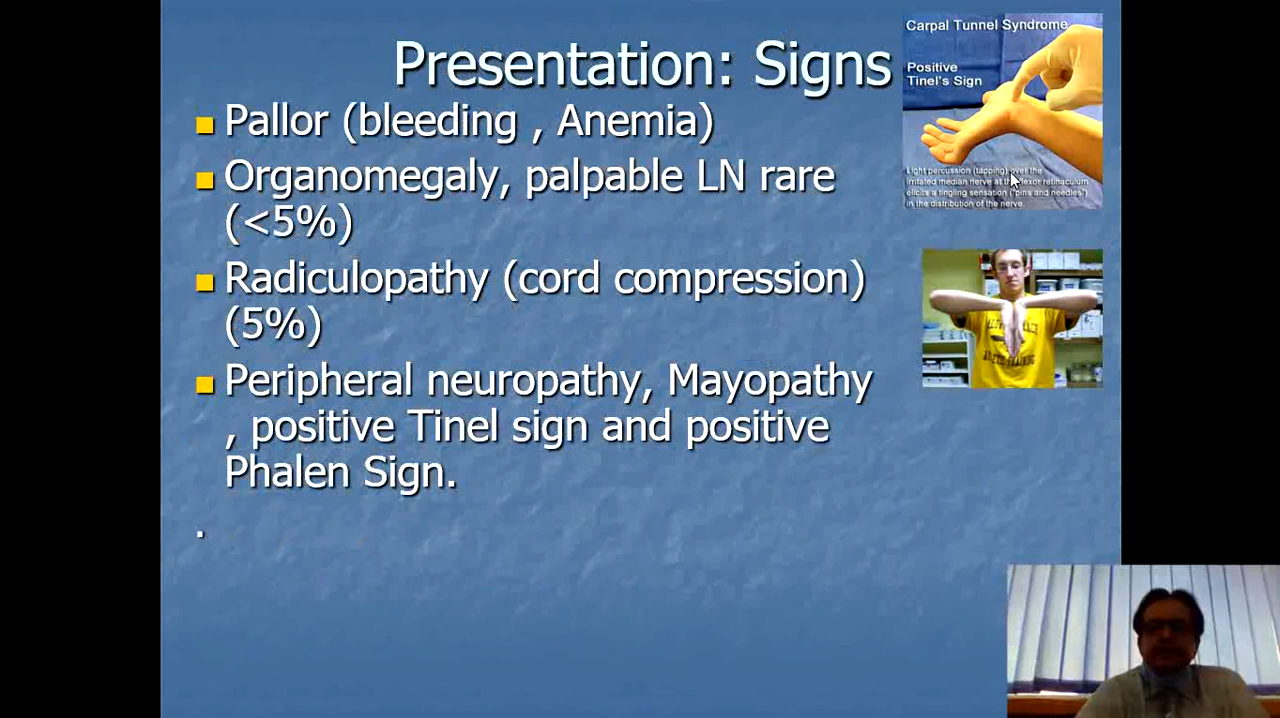 Presentation: Signs
Pallor (bleeding , Anemia)
Organomegaly, palpable LN rare
(<5%)
Radiculopathy (cord compression)
(5%)
Peripheral neuropathy, Mayopathy
, positive Tinel sign and positive
Phalen Sign.
.
Carpal Tunnel Syndrome
Positive
Tinel's Sign
Light percussion (tapping) over the
irritated median nerve at the flexor retinaculum
elicits a tingling sensation ("pins and needles")
in the distribution of the nerve.
TRAINING